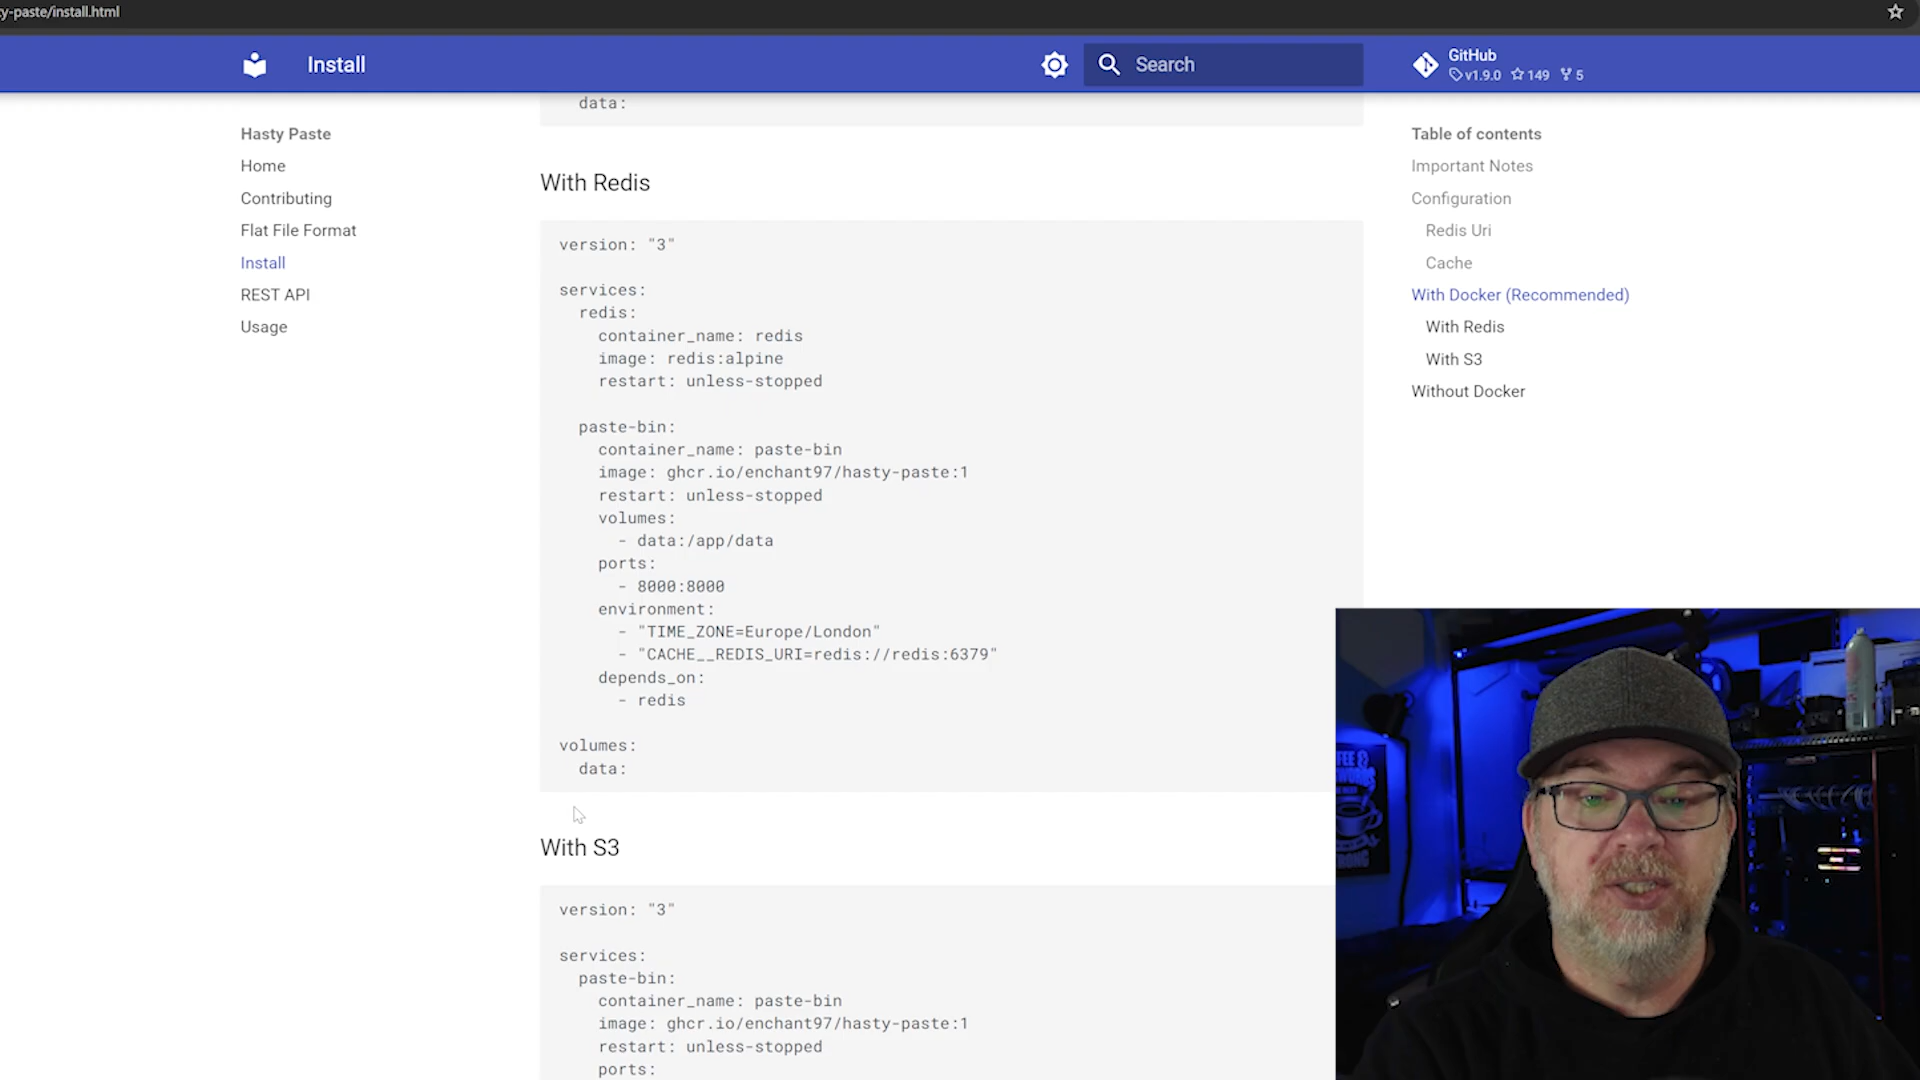 y-paste/install.html
Install
Search
GitHub
v1.9.0 149 5
Hasty Paste
Home
Contributing
Flat File Format
Install
REST API
Usage
data:
With Redis
version: "3"
services:
redis:
container_name: redis
image: redis:alpine
restart: unless-stopped
paste-bin:
container_name: paste-bin
image: ghcr.io/enchant97/hasty-paste:1
restart: unless-stopped
volumes:
- data:/app/data
ports:
- 8000:8000
environment:
- "TIME_ZONE=Europe/London"
- "CACHE__REDIS_URI=redis://redis:6379"
depends_on:
- redis
volumes:
data:
With S3
version: "3"
services:
paste-bin:
container_name: paste-bin
image: ghcr.io/enchant97/hasty-paste:1
restart: unless-stopped
ports:
Table of contents
Important Notes
Configuration
Redis Uri
Cache
With Docker (Recommended)
With Redis
With S3
Without Docker